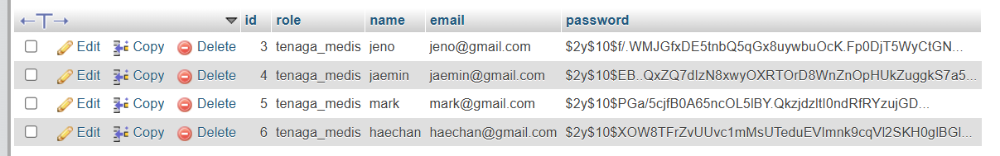 ←T→ id role name email password
Edit Copy Delete 3 tenaga_medis jeno jeno@gmail.com $2y$10$f/.WMJGfxDE5tnbQ5qGx8uywbuOcK.Fp0DjT5WyCtGN...
Edit Copy Delete 4 tenaga_medis jaemin jaemin@gmail.com $2y$10$EB..QxZQ7dIzN8xwyOXRTOrD8WnZnOpHUkZuggkS7a5...
Edit Copy Delete 5 tenaga_medis mark mark@gmail.com $2y$10$PGa/5cjfB0A65ncOL5lBY.QkzjdzltI0ndRfRYzujGD...
Edit Copy Delete 6 tenaga_medis haechan haechan@gmail.com $2y$10$XOW8TFrZvUUvc1mMsUTeduEVlmnk9cqVl2SKH0glBGl...